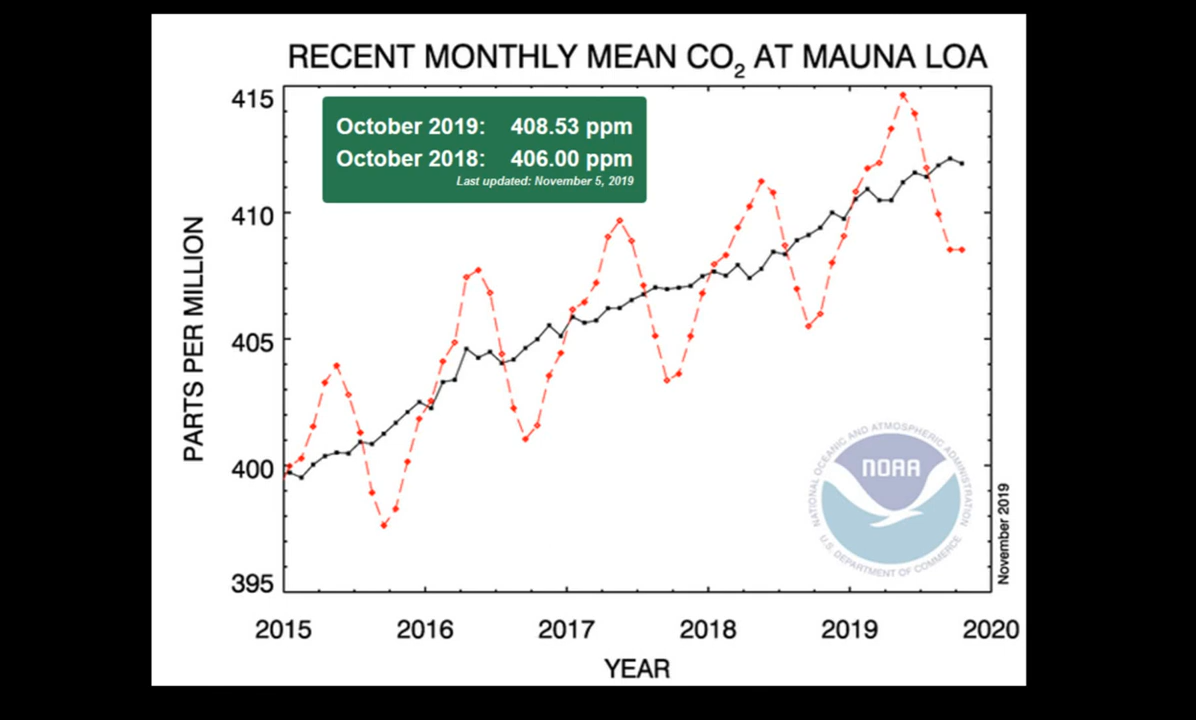 RECENT MONTHLY MEAN CO₂ AT MAUNA LOA
415
October 2019: 408.53 ppm
October 2018: 406.00 ppm
Last updated: November 5, 2019
410
405
400
395
PARTS PER MILLION
NATIONAL OCEANIC AND ATMOSPHERIC ADMINISTRATION
NOAA
U.S. DEPARTMENT OF COMMERCE
November 2019
2015 2016 2017 2018 2019 2020
YEAR